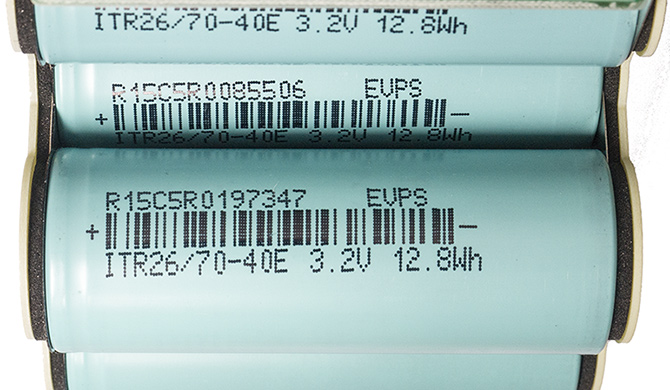 ITR26/70-40E 3.2V 12.8Wh
R15C5R0085506 EVPS
+ −
ITR26/70-40E 3.2V 12.8Wh
R15C5R0197347 EVPS
+ −
ITR26/70-40E 3.2V 12.8Wh